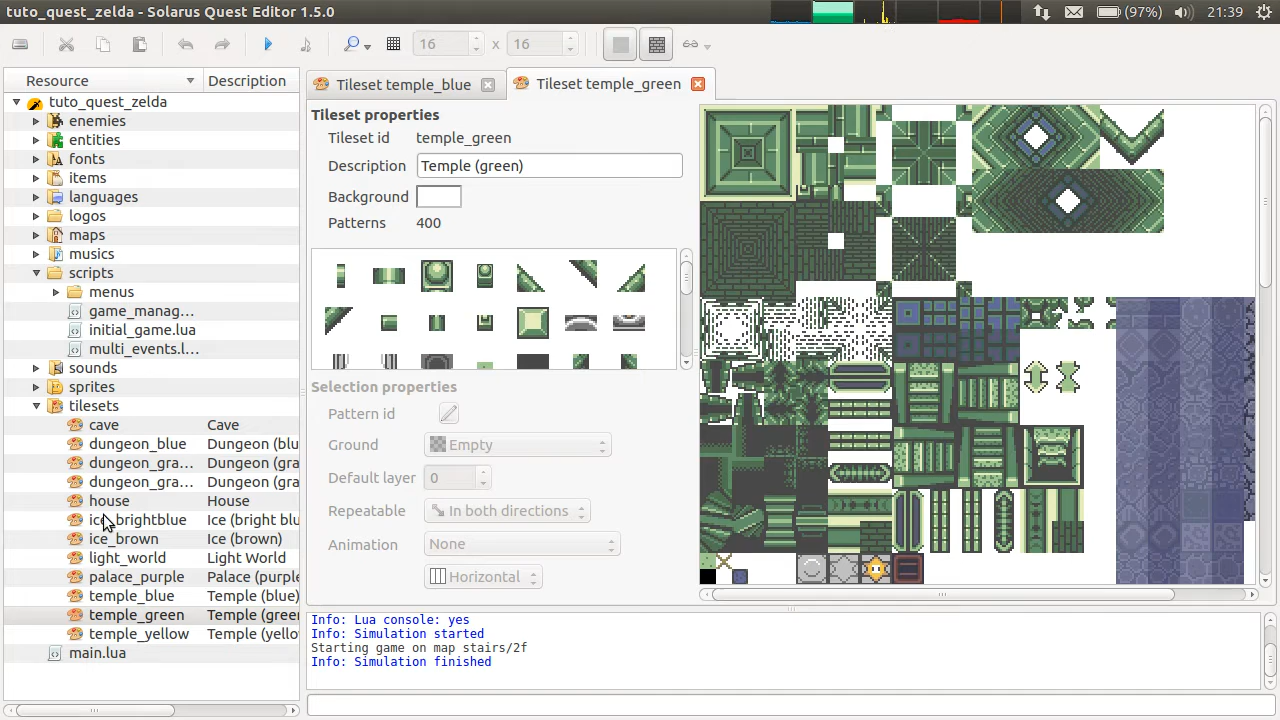 tuto_quest_zelda - Solarus Quest Editor 1.5.0
(97%)
21:39
16 x 16
Resource
Description
tuto_quest_zelda
enemies
entities
fonts
items
languages
logos
maps
musics
scripts
menus
game_manag...
initial_game.lua
multi_events.l...
sounds
sprites
tilesets
cave Cave
dungeon_blue Dungeon (blu
dungeon_gra... Dungeon (gra
dungeon_ Dungeon (gra
house House
ice_brightblue Ice (bright blu
ice_brown Ice (brown)
light_world Light World
palace_purple Palace (purple
temple_blue Temple (blue)
temple_green Temple (green
temple_yellow Temple (yello
main.lua
Tileset temple_blue
Tileset temple_green
Tileset properties
Tileset id temple_green
Description Temple (green)
Background
Patterns 400
Selection properties
Pattern id
Ground Empty
Default layer 0
Repeatable In both directions
Animation None
Horizontal
Info: Lua console: yes
Info: Simulation started
Starting game on map stairs/2f
Info: Simulation finished